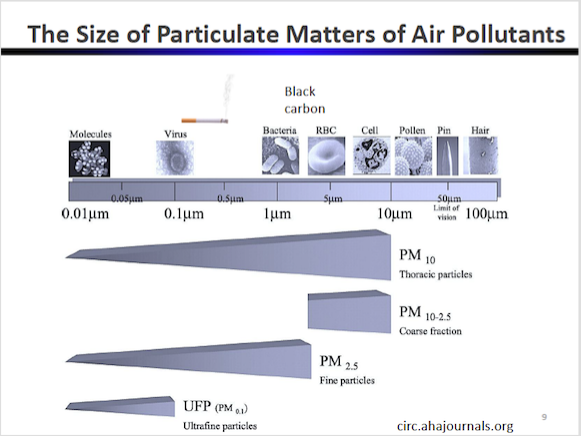 The Size of Particulate Matters of Air Pollutants
Black
carbon
Molecules Virus Bacteria RBC Cell Pollen Pin Hair
0.05µm 0.5µm 5µm 50µm
0.01µm 0.1µm 1µm 10µm Limit of vision 100µm
PM 10
Thoracic particles
PM 10-2.5
Coarse fraction
PM 2.5
Fine particles
UFP (PM 0.1)
Ultrafine particles
9
circ.ahajournals.org